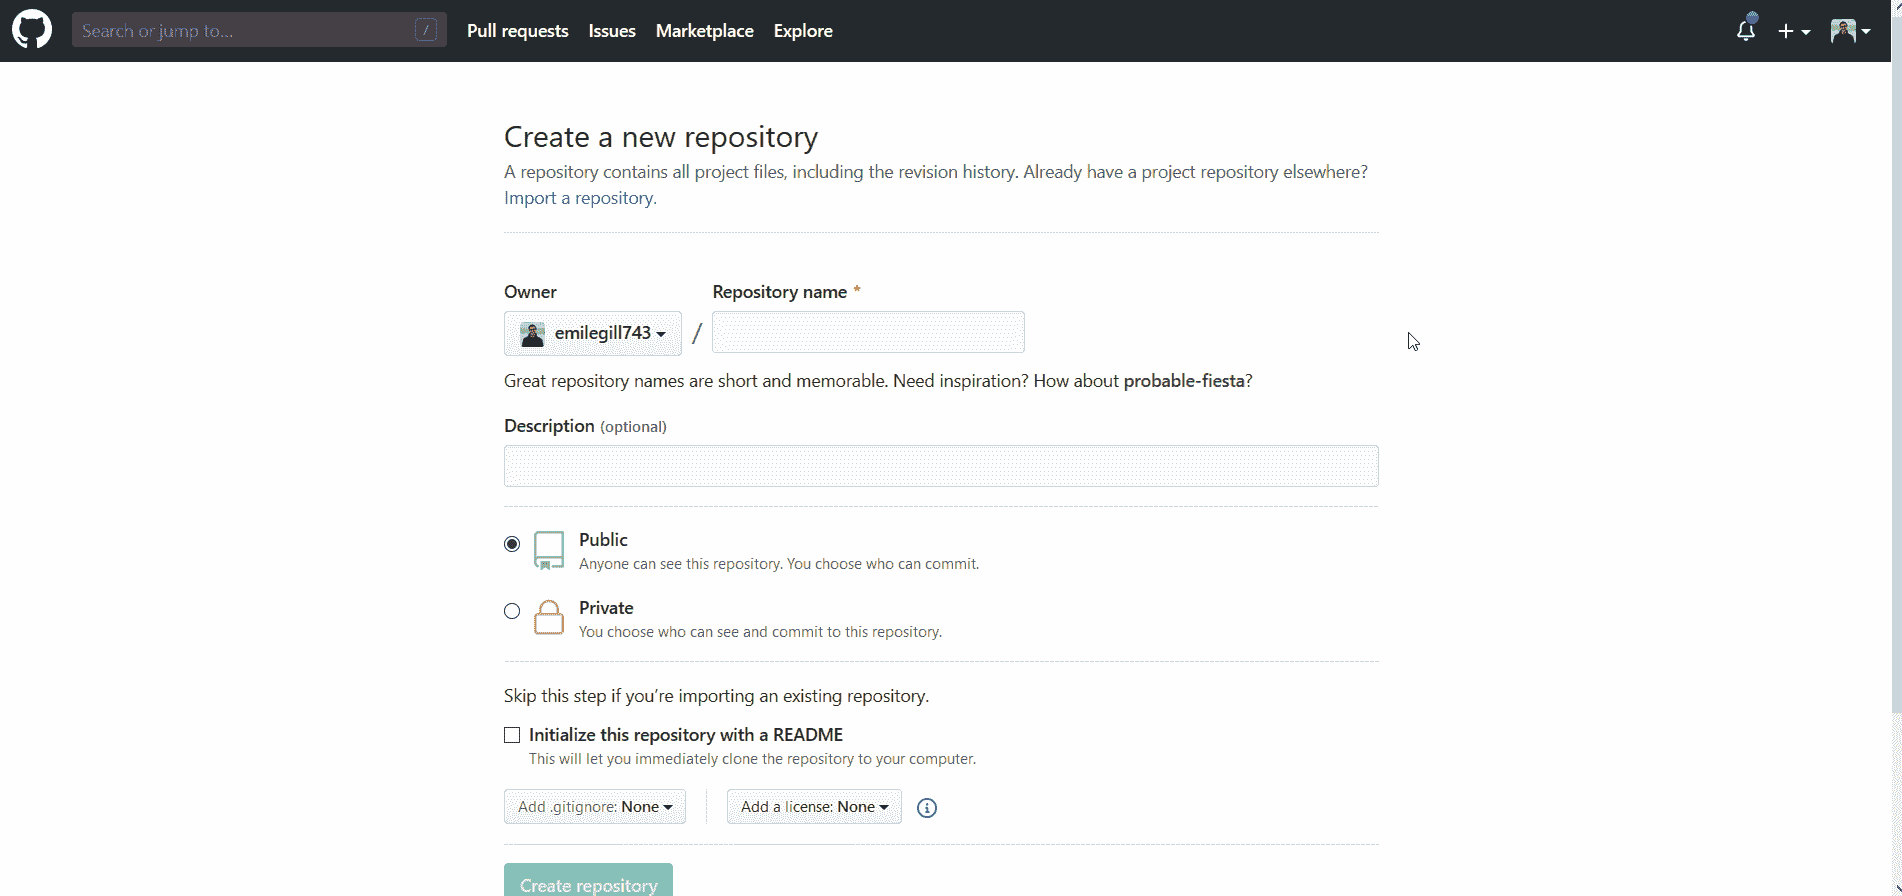 Search or jump to... /
Pull requests Issues Marketplace Explore
Create a new repository
A repository contains all project files, including the revision history. Already have a project repository elsewhere?
Import a repository.
Owner Repository name *
emilegill743 /
Great repository names are short and memorable. Need inspiration? How about probable-fiesta?
Description (optional)
Public
Anyone can see this repository. You choose who can commit.
Private
You choose who can see and commit to this repository.
Skip this step if you’re importing an existing repository.
Initialize this repository with a README
This will let you immediately clone the repository to your computer.
Add .gitignore: None Add a license: None
Create repository